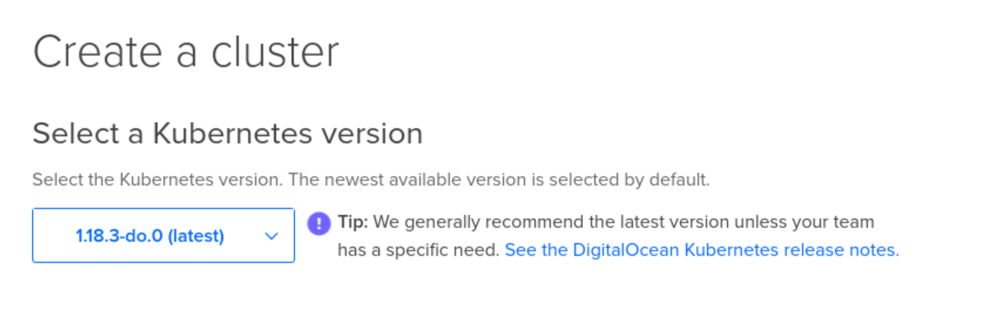 Create a cluster
Select a Kubernetes version
Select the Kubernetes version. The newest available version is selected by default.
1.18.3-do.0 (latest)
Tip: We generally recommend the latest version unless your team
has a specific need. See the DigitalOcean Kubernetes release notes.